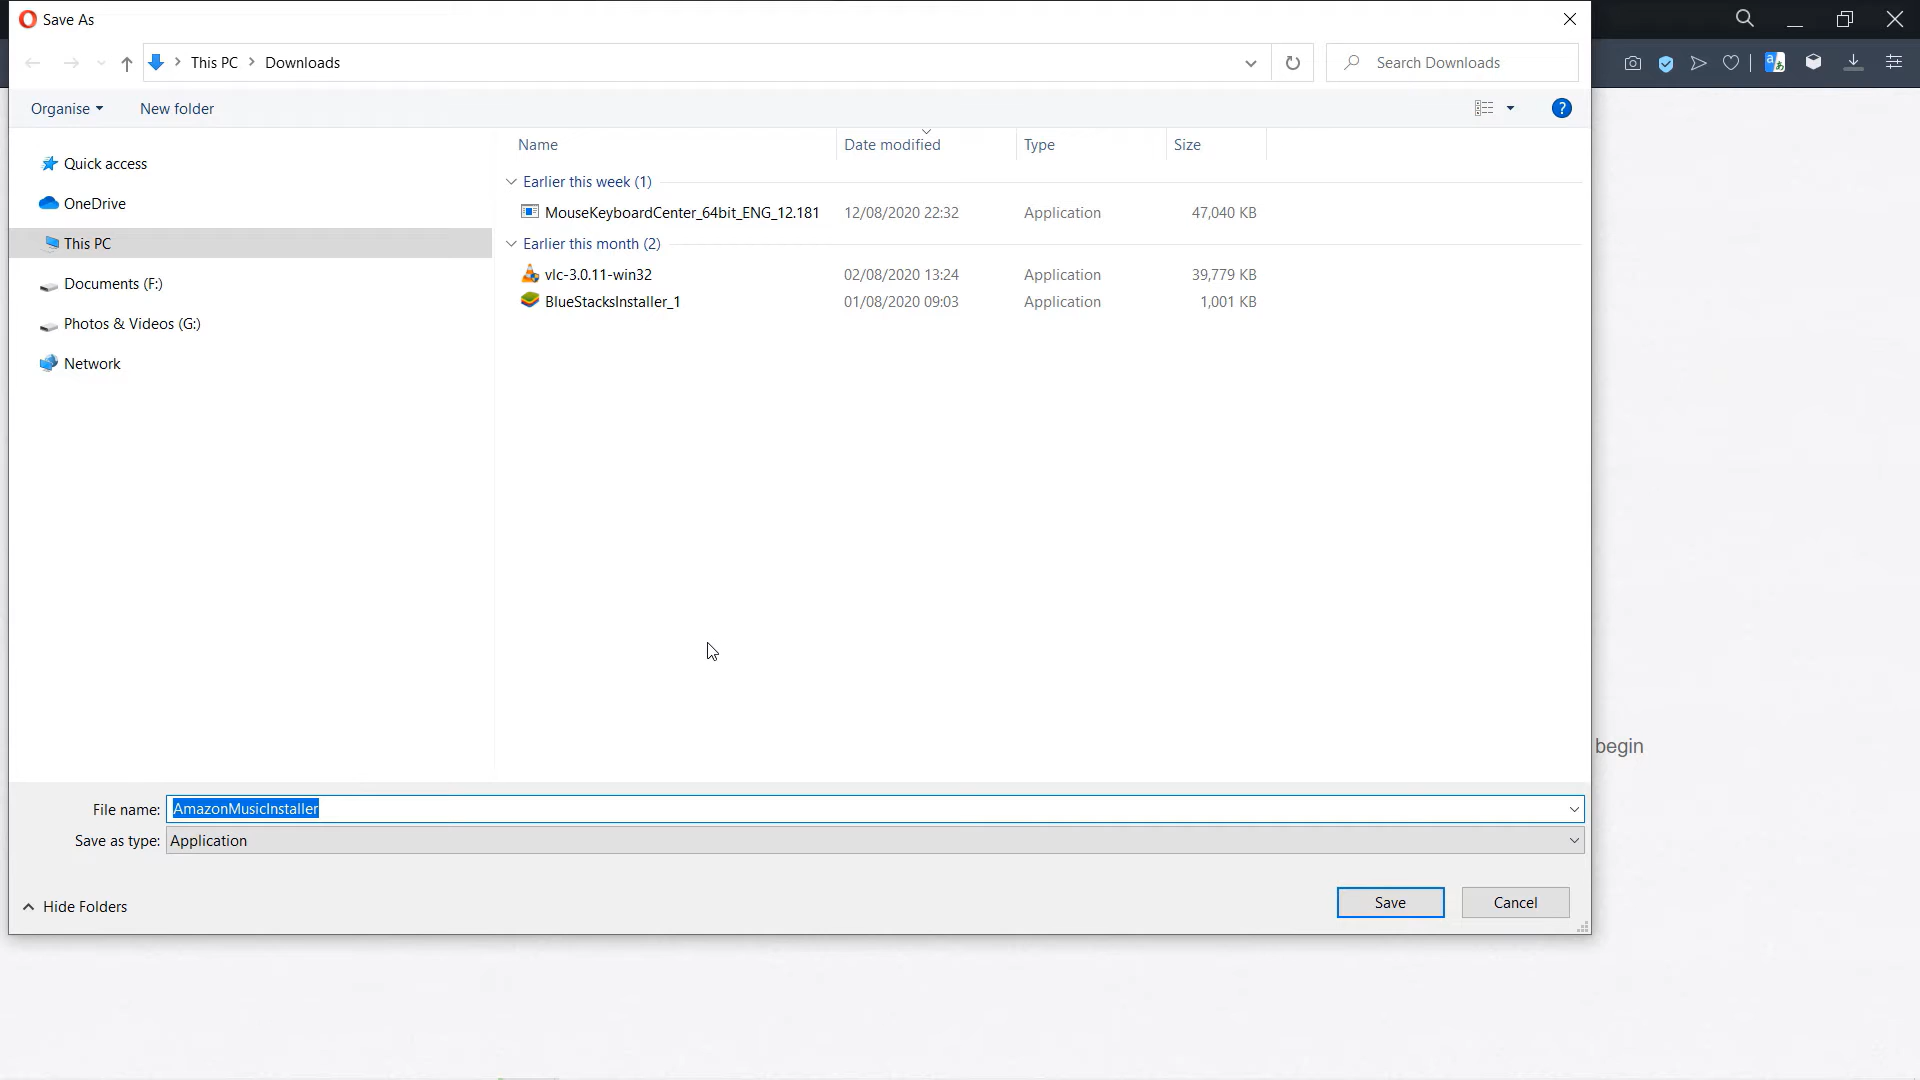 Save As
This PC
Downloads
Search Downloads
Organise
New folder
?
Quick access
OneDrive
This PC
Documents (F:)
Photos & Videos (G:)
Network
Name Date modified Type Size
Earlier this week (1)
MouseKeyboardCenter_64bit_ENG_12.181 12/08/2020 22:32 Application 47,040 KB
Earlier this month (2)
vlc-3.0.11-win32 02/08/2020 13:24 Application 39,779 KB
BlueStacksInstaller_1 01/08/2020 09:03 Application 1,001 KB
begin
File name: AmazonMusicInstaller
Save as type: Application
Hide Folders
Save
Cancel